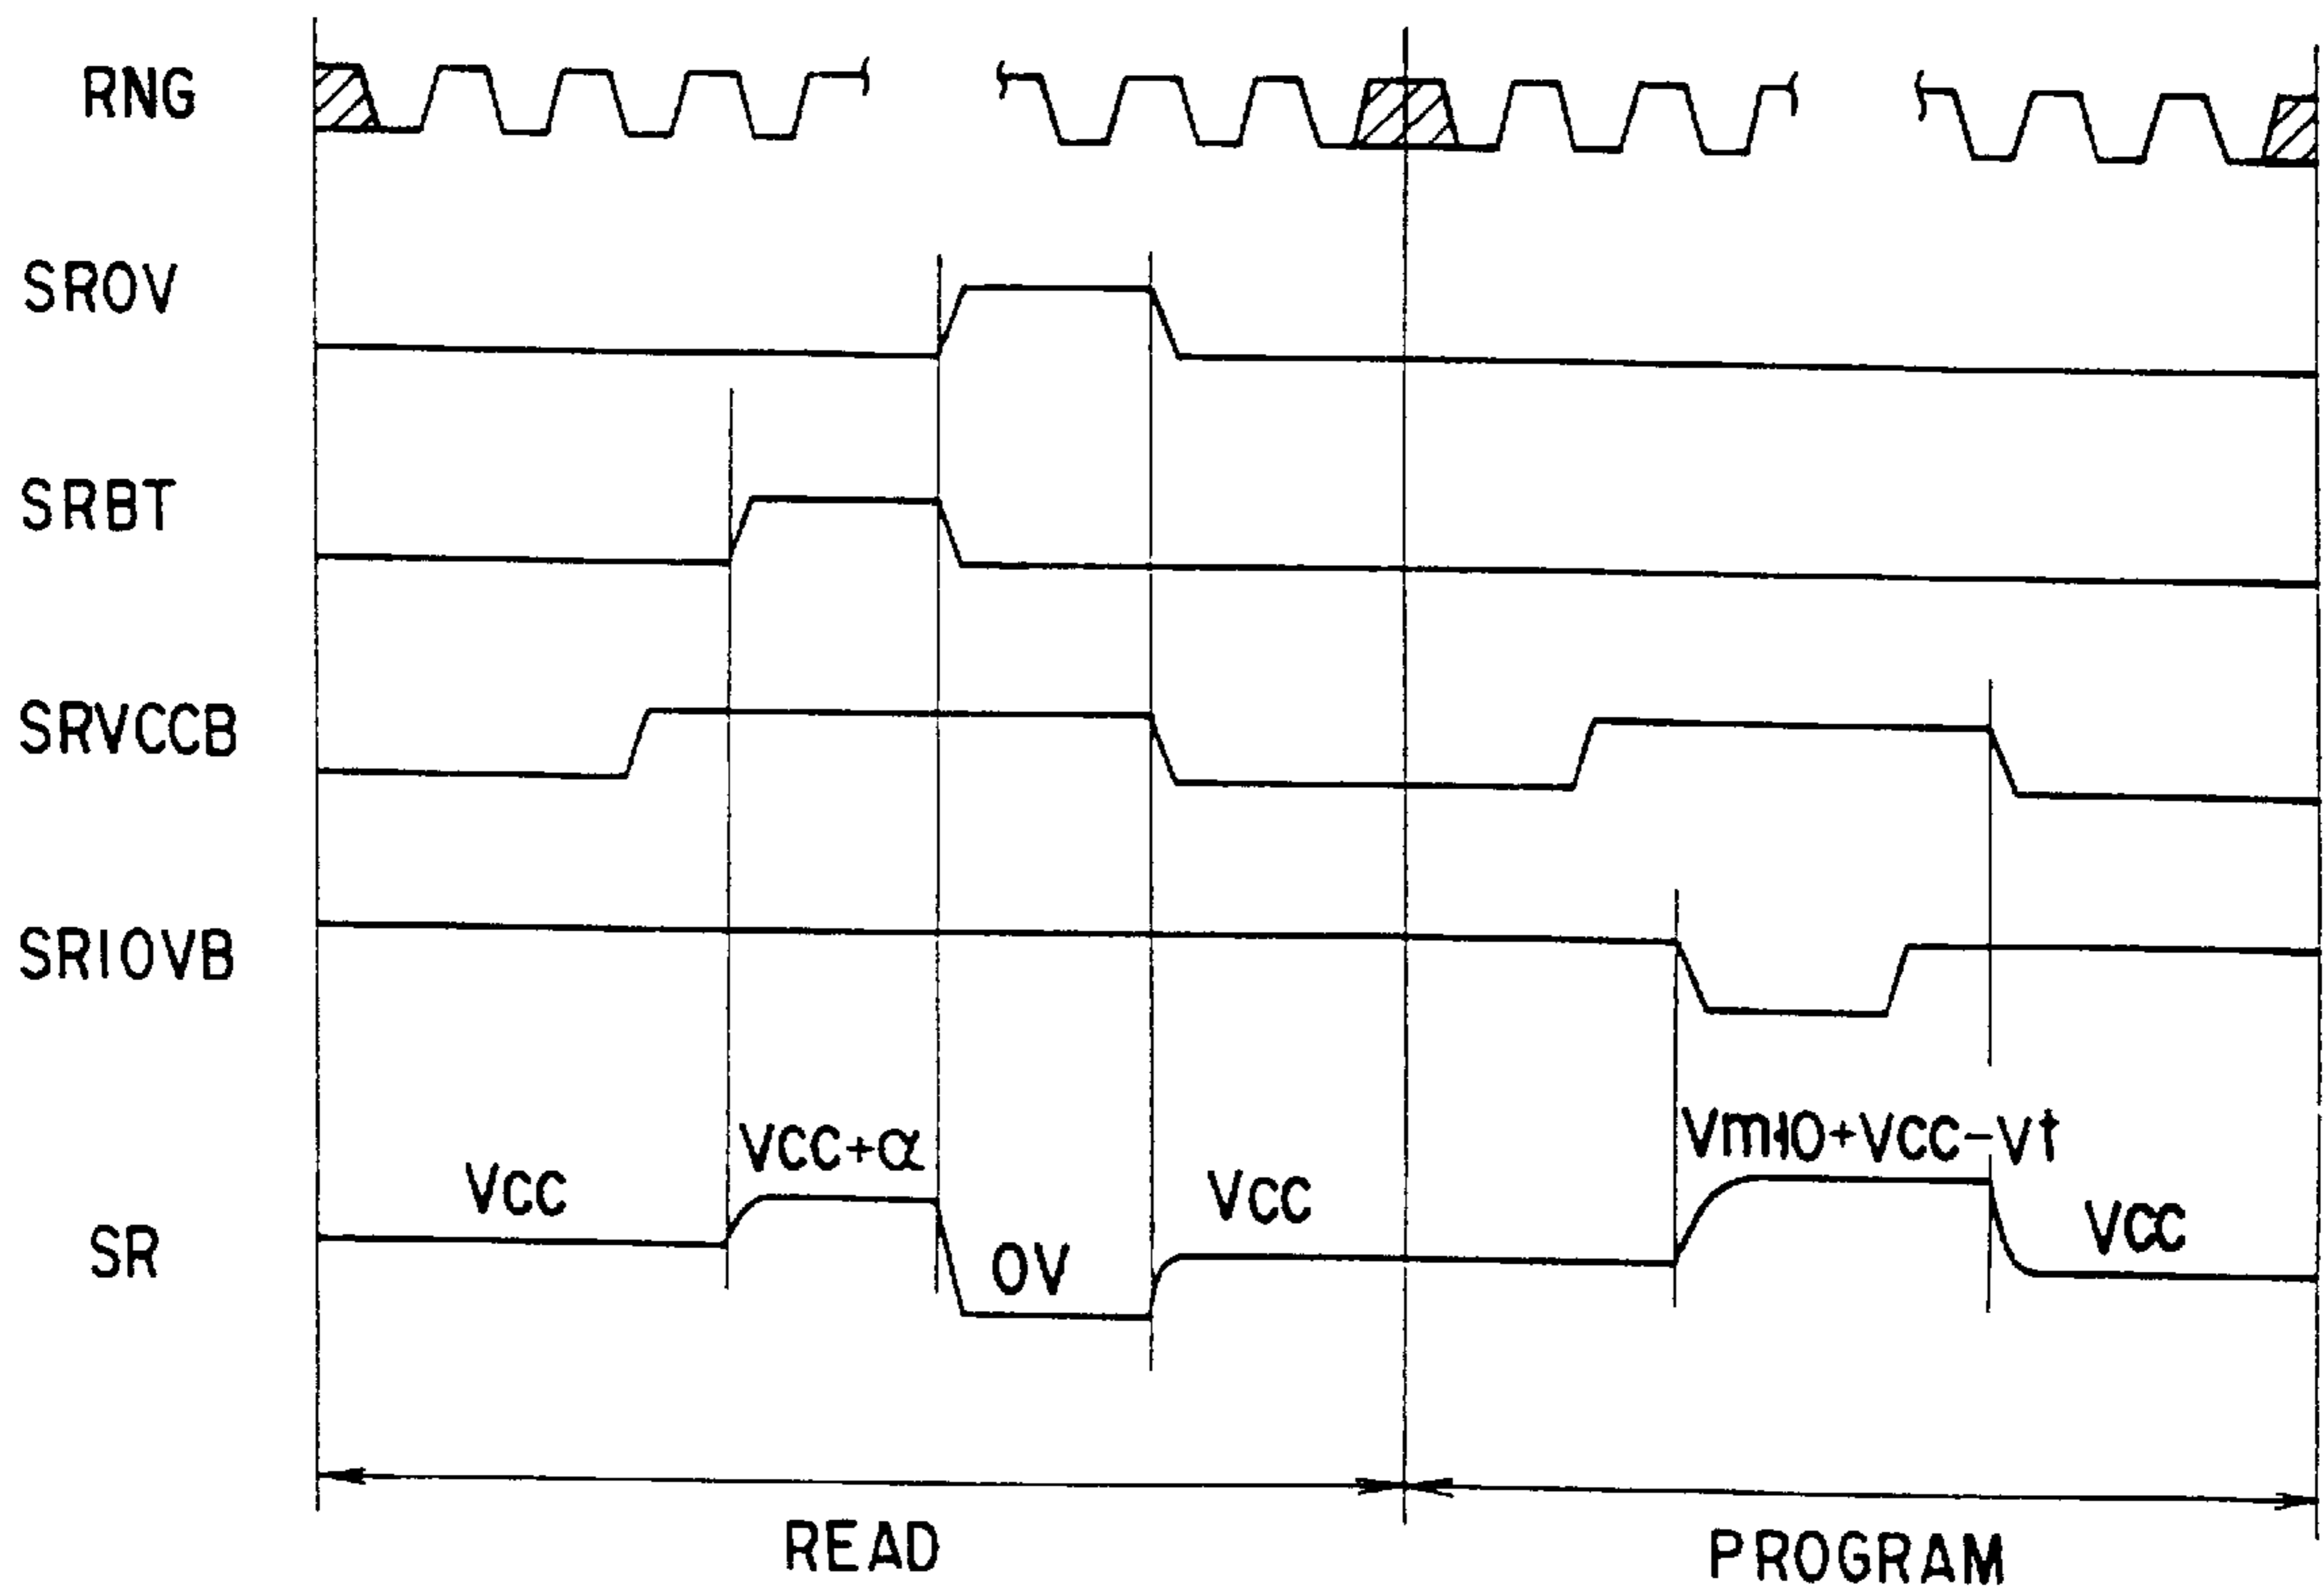 RNG
SROV
SRBT
SRVCCB
SRIOVB
VCC
VCC+α
0V
VCC
Vm10+VCC-Vt
VCC
SR
READ
PROGRAM